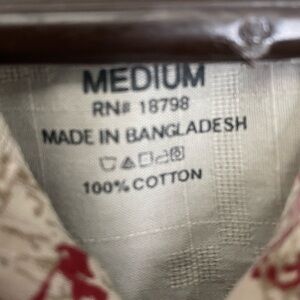 MEDIUM
RN# 18798
MADE IN BANGLADESH
100% COTTON